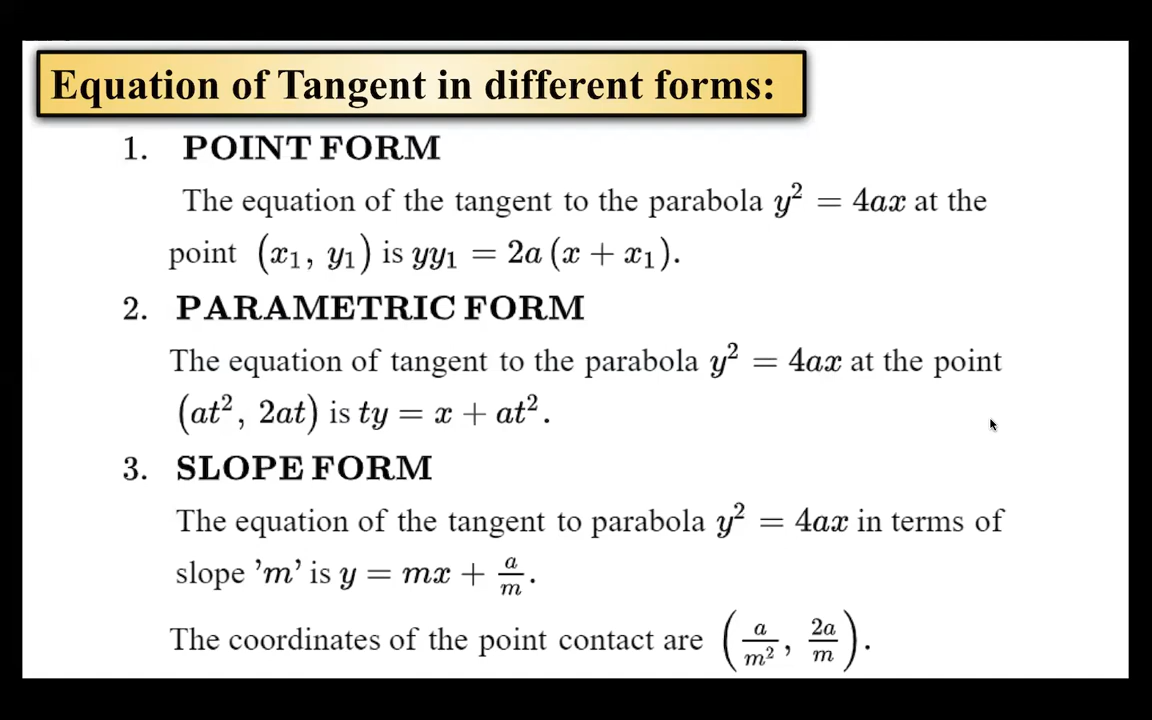 Equation of Tangent in different forms:
1. POINT FORM
The equation of the tangent to the parabola y² = 4ax at the
point (x₁, y₁) is yy₁ = 2a (x + x₁).
2. PARAMETRIC FORM
The equation of tangent to the parabola y² = 4ax at the point
(at², 2at) is ty = x + at².
3. SLOPE FORM
The equation of the tangent to parabola y² = 4ax in terms of
slope ’m’ is y = mx + a/m.
The coordinates of the point contact are (a/m², 2a/m).